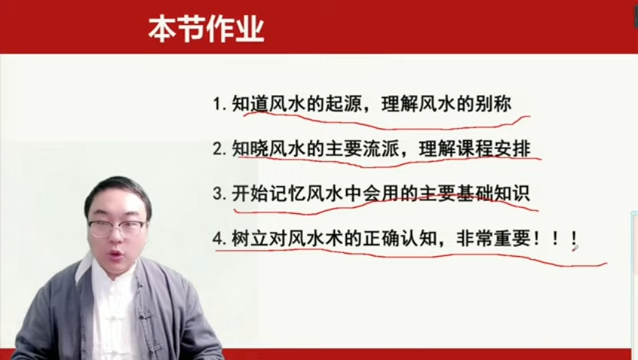 本节作业
1.知道风水的起源，理解风水的别称
2.知晓风水的主要流派，理解课程安排
3.开始记忆风水中会用的主要基础知识
4.树立对风水术的正确认知，非常重要！！！